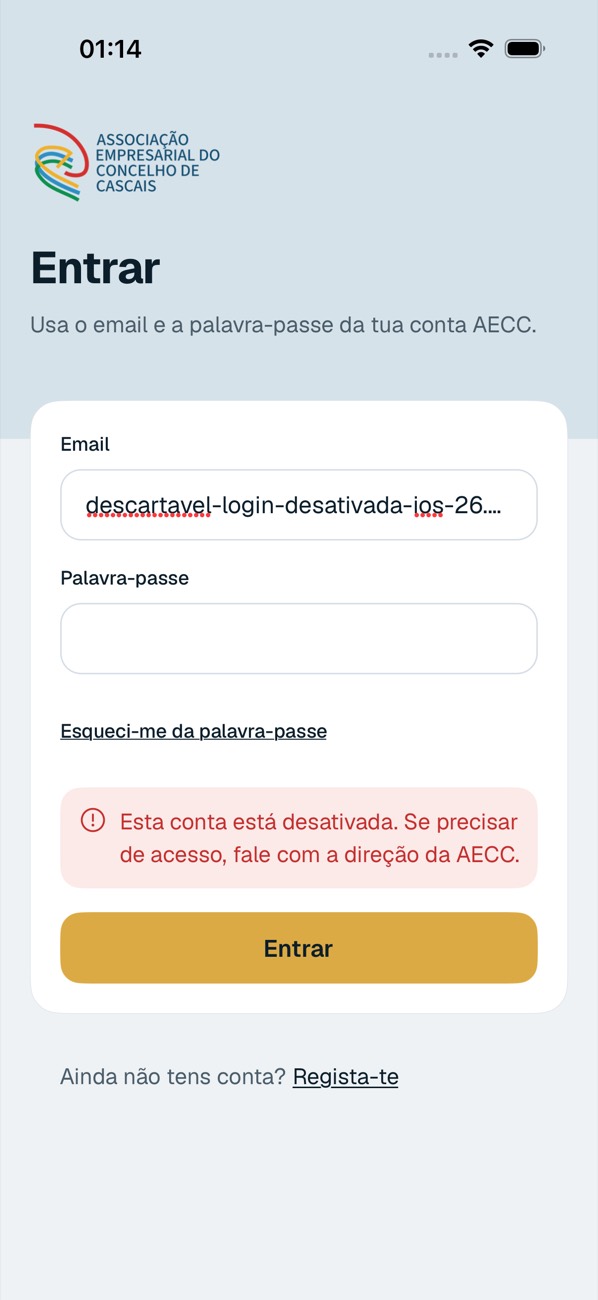 01:14
ASSOCIAÇÃO
EMPRESARIAL DO
CONCELHO DE
CASCAIS
Entrar
Usa o email e a palavra-passe da tua conta AECC.
Email
descartavel-login-desativada-ios-26....
Palavra-passe
Esqueci-me da palavra-passe
Esta conta está desativada. Se precisar
de acesso, fale com a direção da AECC.
Entrar
Ainda não tens conta? Regista-te